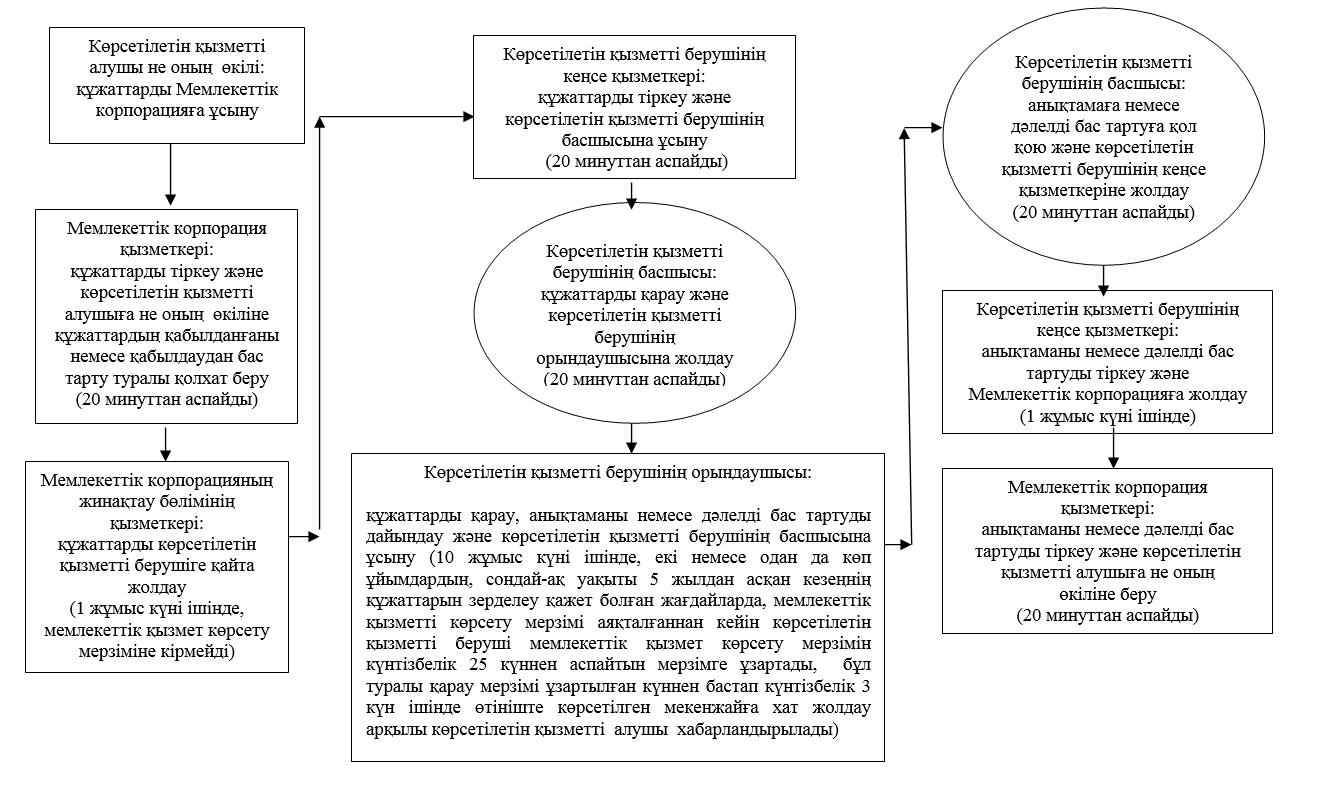 Көрсетілетін қызметті
алушы не оның өкілі:
құжаттарды Мемлекеттік
корпорацияға ұсыну
Мемлекеттік корпорация
қызметкері:
құжаттарды тіркеу және
көрсетілетін қызметті
алушыға не оның өкіліне
құжаттардың қабылданғаны
немесе қабылдаудан бас
тарту туралы қолхат беру
(20 минуттан аспайды)
Мемлекеттік корпорацияның
жинақтау бөлімінің
қызметкері:
құжаттарды көрсетілетін
қызметті берушіге қайта
жолдау
(1 жұмыс күні ішінде,
мемлекеттік қызмет көрсету
мерзіміне кірмейді)
Көрсетілетін қызметті берушінің
кеңсе қызметкері:
құжаттарды тіркеу және
көрсетілетін қызметті берушінің
басшысына ұсыну
(20 минуттан аспайды)
Көрсетілетін қызметті
берушінің басшысы:
құжаттарды қарау және
көрсетілетін қызметті
берушінің
орындаушысына жолдау
(20 минуттан аспайды)
Көрсетілетін қызметті берушінің орындаушысы:
құжаттарды қарау, анықтаманы немесе дәлелді бас тартуды
дайындау және көрсетілетін қызметті берушінің басшысына
ұсыну (10 жұмыс күні ішінде, екі немесе одан да көп
ұйымдардың, сондай-ақ уақыты 5 жылдан асқан кезеңнің
құжаттарын зерделеу қажет болған жағдайларда, мемлекеттік
қызметті көрсету мерзімі аяқталғаннан кейін көрсетілетін
қызметті беруші мемлекеттік қызмет көрсету мерзімін
күнтізбелік 25 күннен аспайтын мерзімге ұзартады, бұл
туралы қарау мерзімі ұзартылған күннен бастап күнтізбелік 3
күн ішінде өтініште көрсетілген мекенжайға хат жолдау
арқылы көрсетілетін қызметті алушы хабарландырылады)
Көрсетілетін қызметті
берушінің басшысы:
анықтамаға немесе
дәлелді бас тартуға қол
қою және көрсетілетін
қызметті берушінің кеңсе
қызметкеріне жолдау
(20 минуттан аспайды)
Көрсетілетін қызметті берушінің
кеңсе қызметкері:
анықтаманы немесе дәлелді бас
тартуды тіркеу және
Мемлекеттік корпорацияға жолдау
(1 жұмыс күні ішінде)
Мемлекеттік корпорация
қызметкері:
анықтаманы немесе дәлелді бас
тартуды тіркеу және көрсетілетін
қызметті алушыға не оның
өкіліне беру
(20 минуттан аспайды)